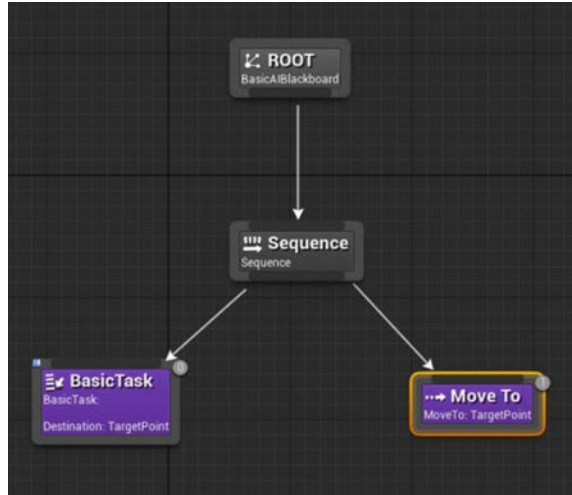 ROOT
BasicAIBlackboard
Sequence
Sequence
BasicTask
0
BasicTask:
Destination: TargetPoint
Move To
1
MoveTo: TargetPoint